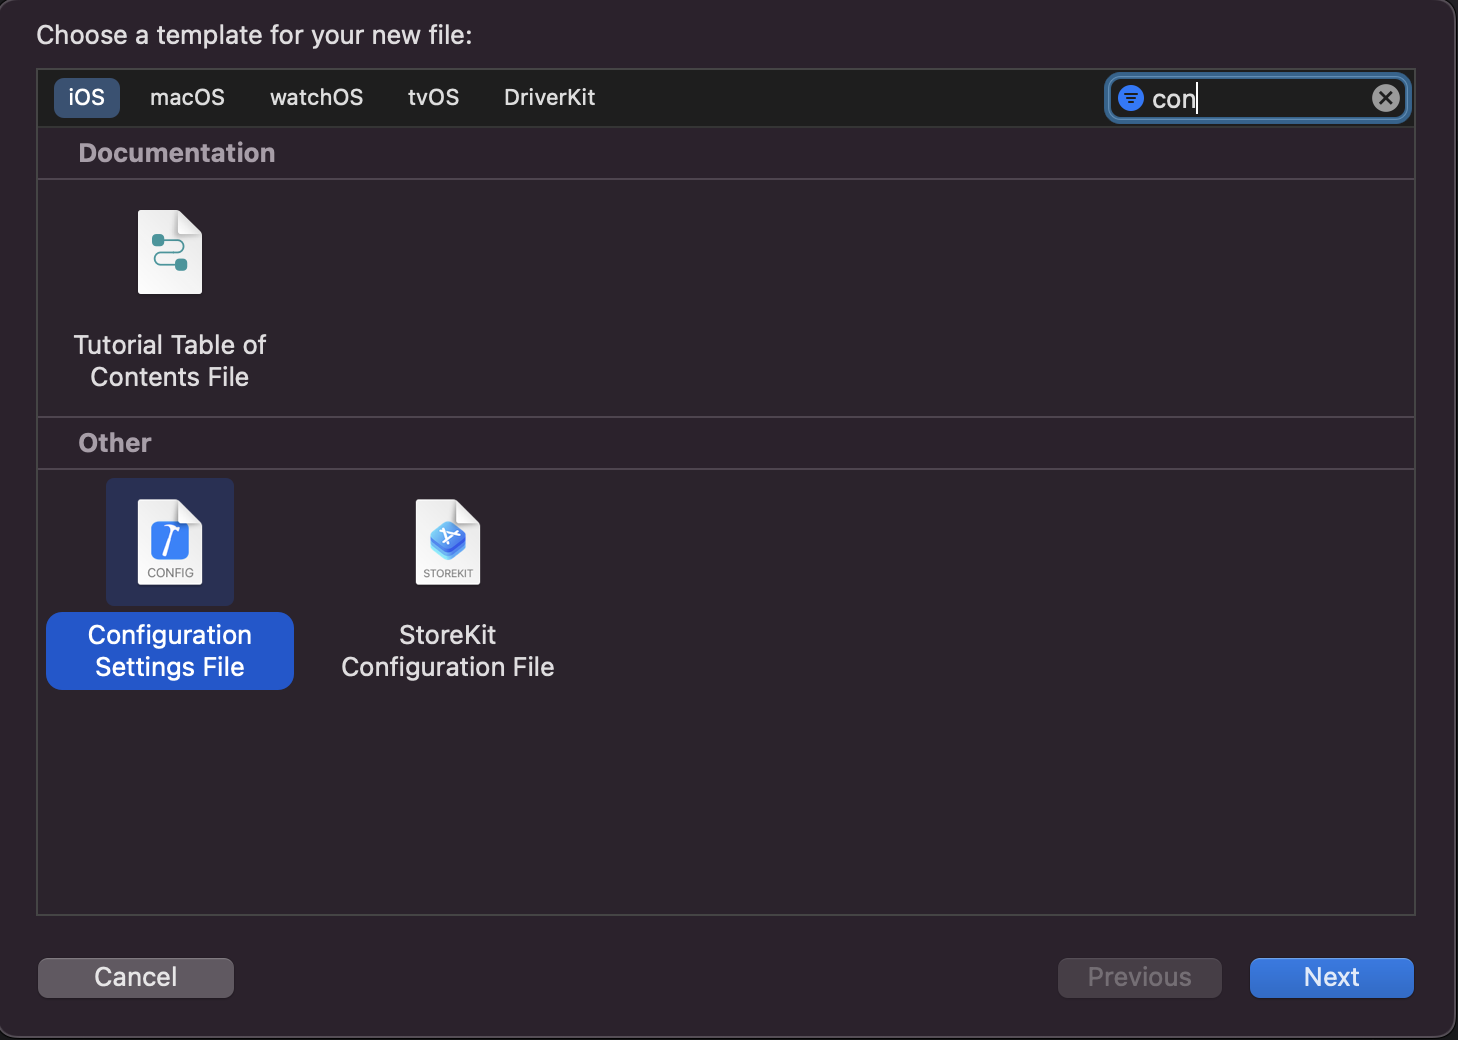 Choose a template for your new file:
iOS macOS watchOS tvOS DriverKit con
Documentation
Tutorial Table of
Contents File
Other
CONFIG STOREKIT
Configuration StoreKit
Settings File Configuration File
Cancel Previous Next